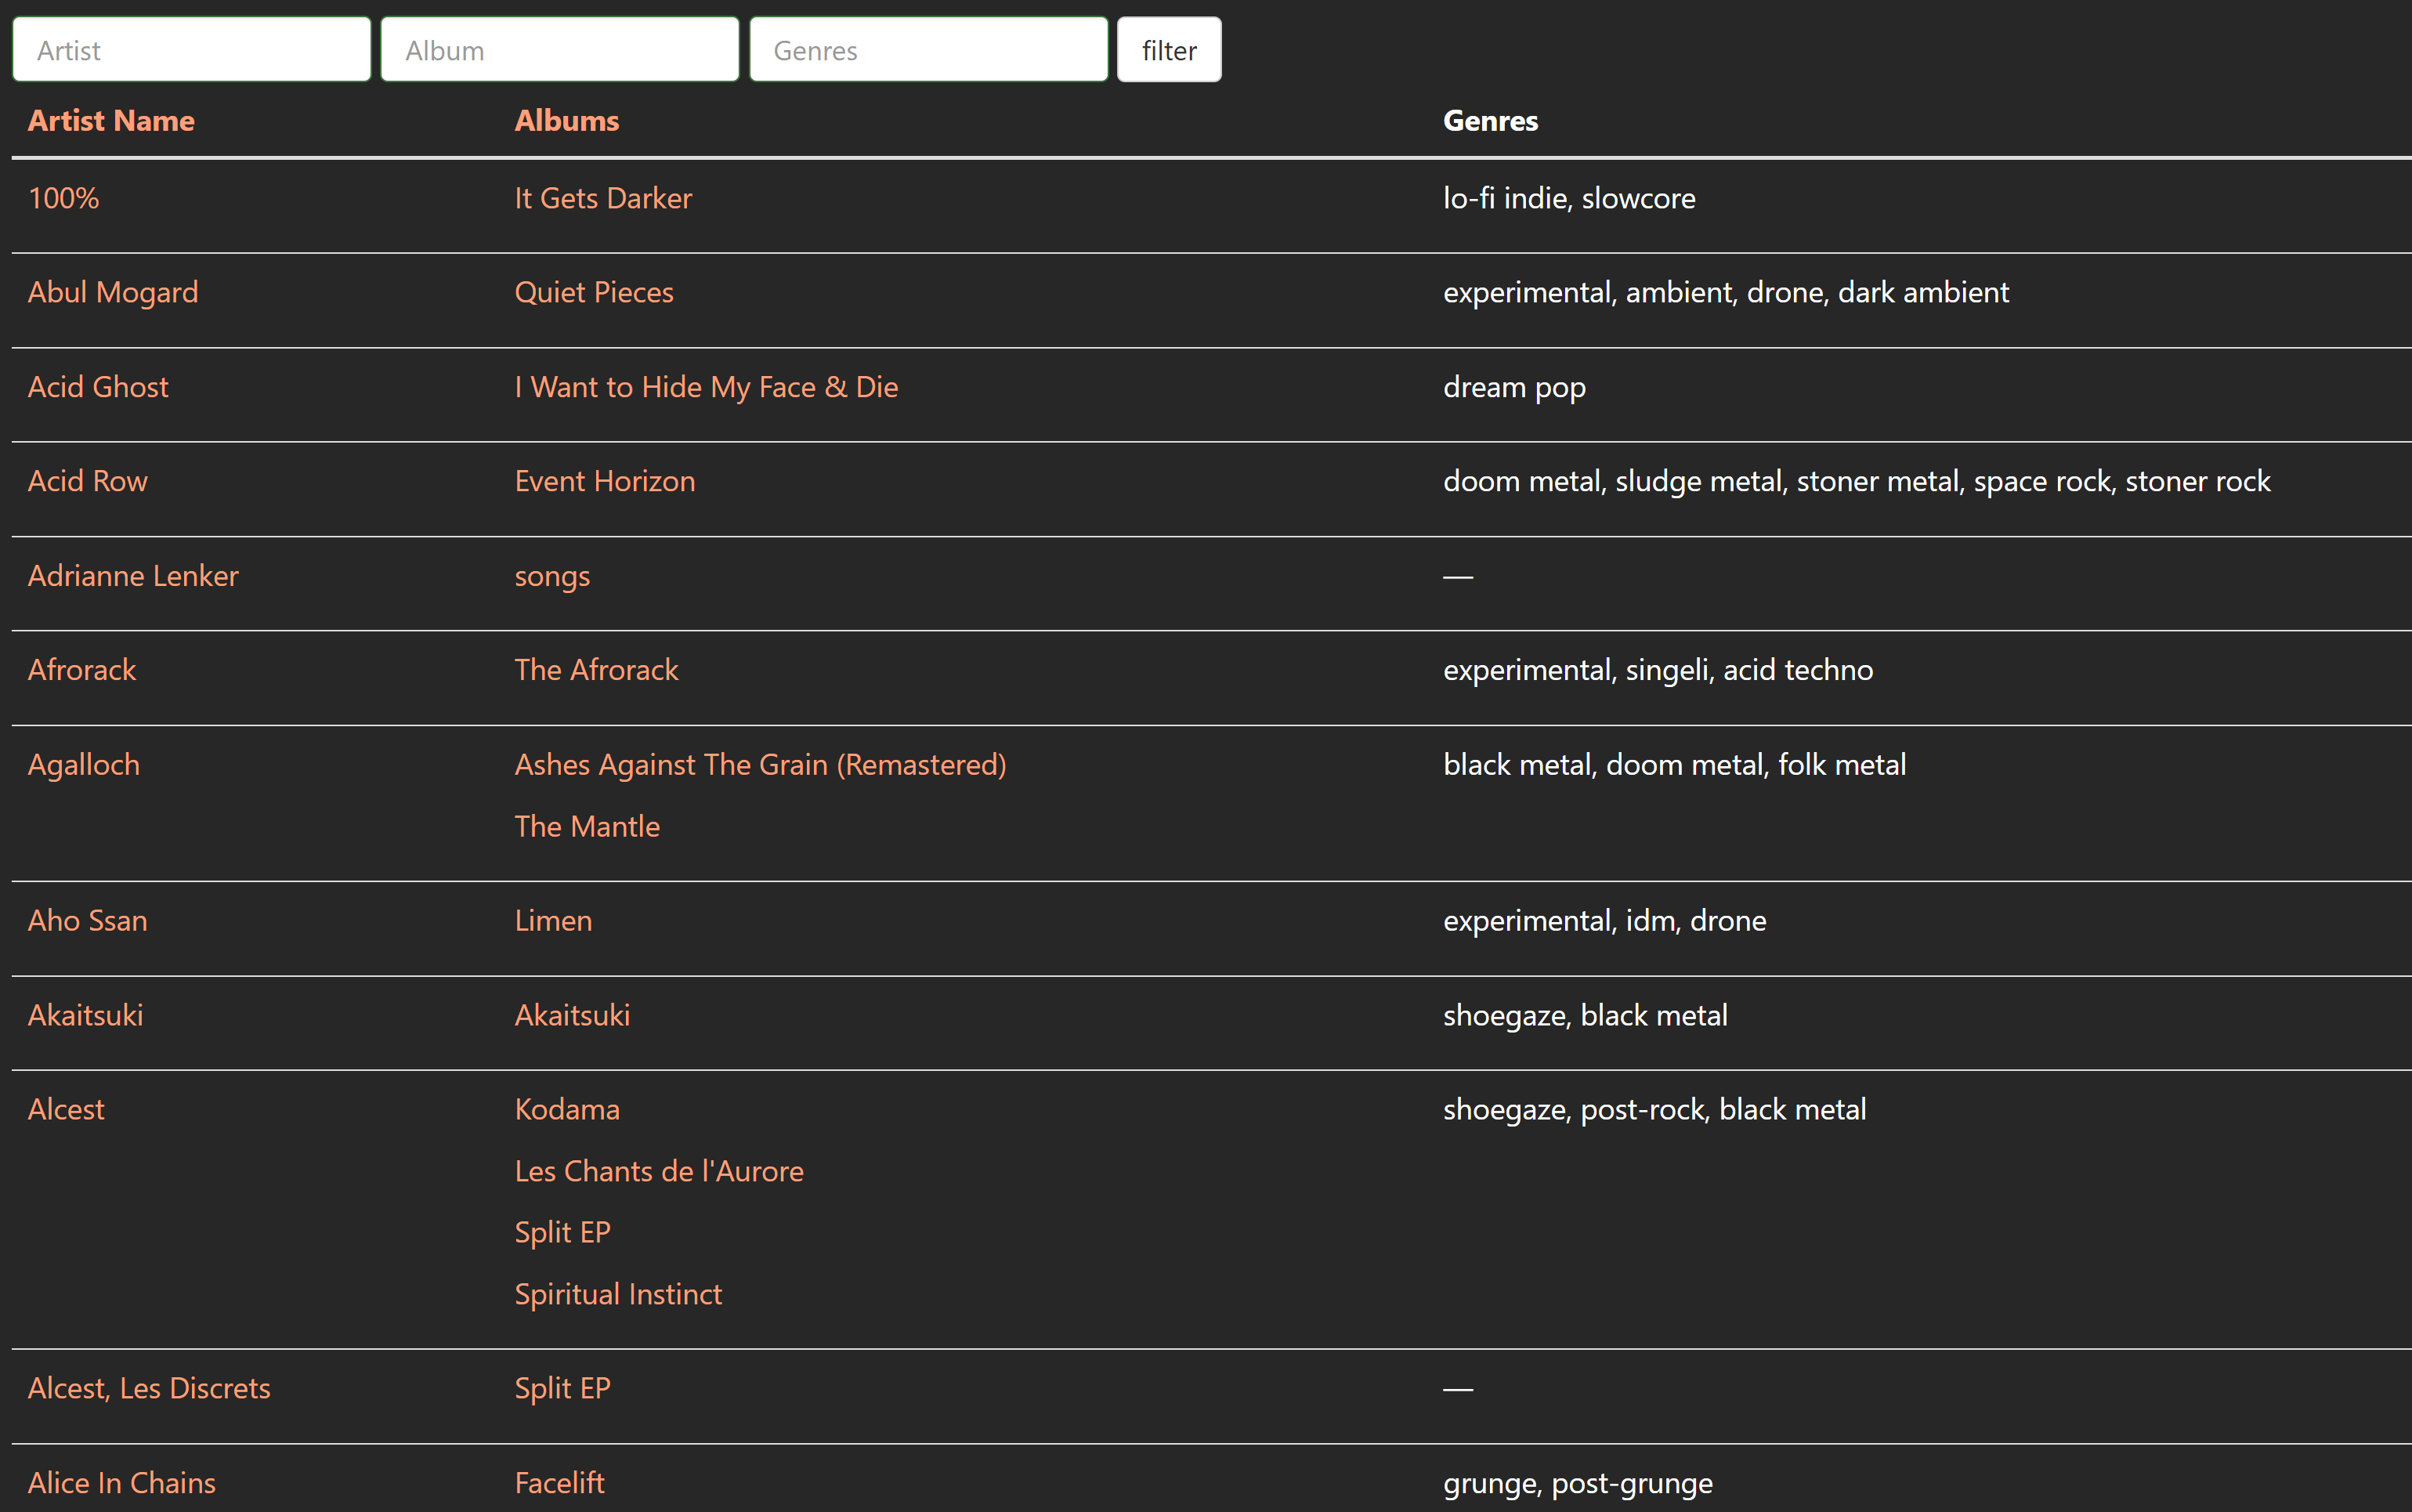 Artist Album Genres filter
Artist Name Albums Genres
100% It Gets Darker lo-fi indie, slowcore
Abul Mogard Quiet Pieces experimental, ambient, drone, dark ambient
Acid Ghost I Want to Hide My Face & Die dream pop
Acid Row Event Horizon doom metal, sludge metal, stoner metal, space rock, stoner rock
Adrianne Lenker songs —
Afrorack The Afrorack experimental, singeli, acid techno
Agalloch Ashes Against The Grain (Remastered) black metal, doom metal, folk metal
The Mantle
Aho Ssan Limen experimental, idm, drone
Akaitsuki Akaitsuki shoegaze, black metal
Alcest Kodama shoegaze, post-rock, black metal
Les Chants de l'Aurore
Split EP
Spiritual Instinct
Alcest, Les Discrets Split EP —
Alice In Chains Facelift grunge, post-grunge